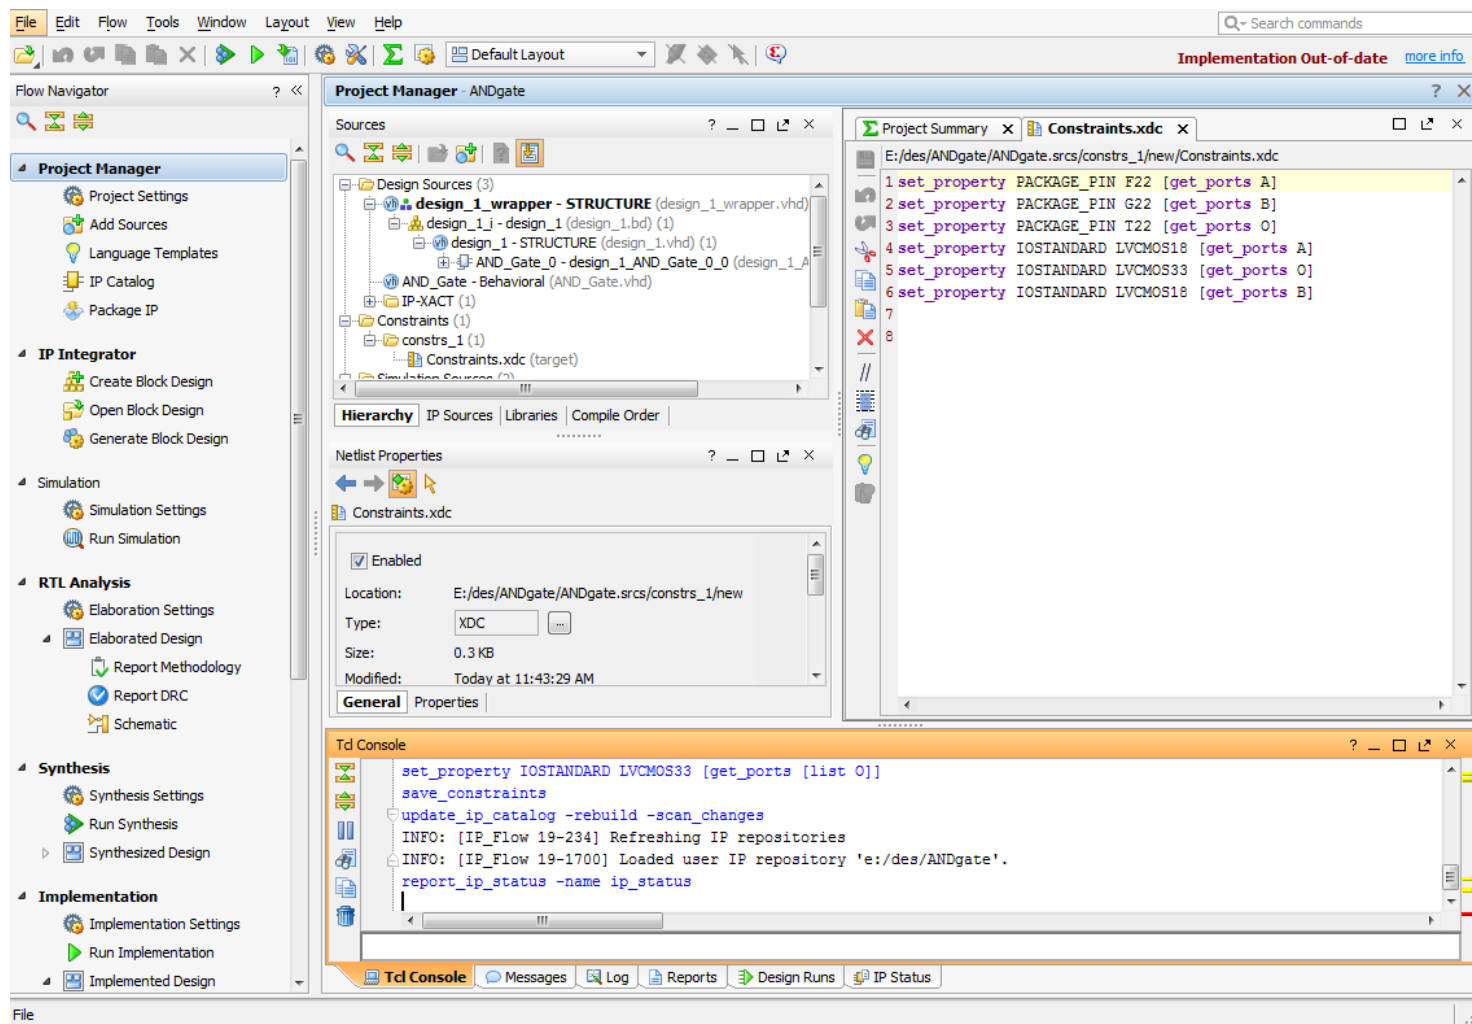 File Edit Flow Tools Window Layout View Help
Search commands
Default Layout
Implementation Out-of-date more info
Flow Navigator ? «
Project Manager
Project Settings
Add Sources
Language Templates
IP Catalog
Package IP
IP Integrator
Create Block Design
Open Block Design
Generate Block Design
Simulation
Simulation Settings
Run Simulation
RTL Analysis
Elaboration Settings
Elaborated Design
Report Methodology
Report DRC
Schematic
Synthesis
Synthesis Settings
Run Synthesis
Synthesized Design
Implementation
Implementation Settings
Run Implementation
Implemented Design
Project Manager - ANDgate
Sources
Design Sources (3)
design_1_wrapper - STRUCTURE (design_1_wrapper.vhd)
design_1_i - design_1 (design_1.bd) (1)
design_1 - STRUCTURE (design_1.vhd) (1)
AND_Gate_0 - design_1_AND_Gate_0_0 (design_1_A
AND_Gate - Behavioral (AND_Gate.vhd)
IP-XACT (1)
Constraints (1)
constrs_1 (1)
Constraints.xdc (target)
Simulation Sources (2)
Hierarchy IP Sources Libraries Compile Order
Netlist Properties
Constraints.xdc
Enabled
Location: E:/des/ANDgate/ANDgate.srcs/constrs_1/new
Type: XDC ...
Size: 0.3 KB
Modified: Today at 11:43:29 AM
General Properties
Project Summary Constraints.xdc
E:/des/ANDgate/ANDgate.srcs/constrs_1/new/Constraints.xdc
1 set_property PACKAGE_PIN F22 [get_ports A]
2 set_property PACKAGE_PIN G22 [get_ports B]
3 set_property PACKAGE_PIN T22 [get_ports O]
4 set_property IOSTANDARD LVCMOS18 [get_ports A]
5 set_property IOSTANDARD LVCMOS33 [get_ports O]
6 set_property IOSTANDARD LVCMOS18 [get_ports B]
7
8
Tcl Console
set_property IOSTANDARD LVCMOS33 [get_ports [list O]]
save_constraints
update_ip_catalog -rebuild -scan_changes
INFO: [IP_Flow 19-234] Refreshing IP repositories
INFO: [IP_Flow 19-1700] Loaded user IP repository 'e:/des/ANDgate'.
report_ip_status -name ip_status
Tcl Console Messages Log Reports Design Runs IP Status
File